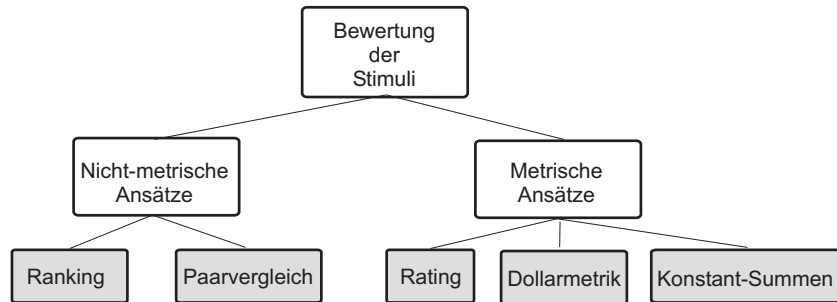 Bewertung
der
Stimuli
Nicht-metrische
Ansätze
Metrische
Ansätze
Ranking
Paarvergleich
Rating
Dollarmetrik
Konstant-Summen